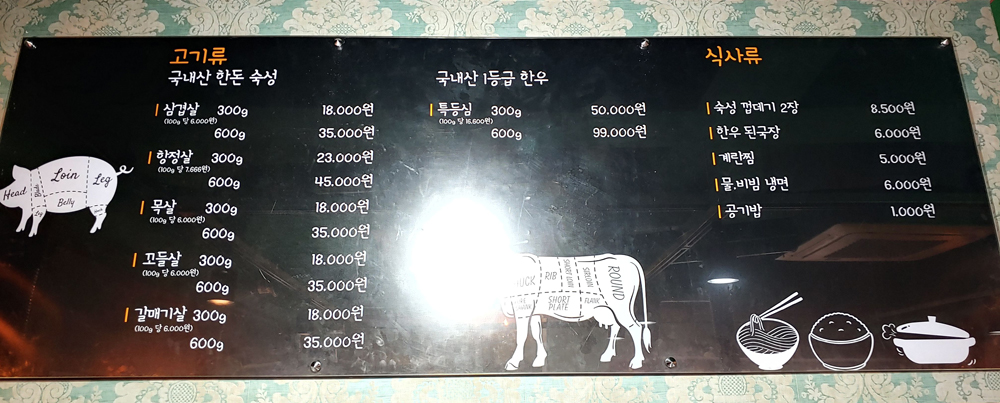 고기류
국내산 한돈 숙성
삼겹살 300g 18.000원
(100g 당 6.000원)
600g 35.000원
항정살 300g 23.000원
(100g 당 7.666원)
600g 45.000원
목살 300g 18.000원
(100g 당 6.000원)
600g 35.000원
꼬들살 300g 18.000원
(100g 당 6.000원)
600g 35.000원
갈매기살 300g 18.000원
(100g 당 6.000원)
600g 35.000원
Head
Blade
Loin
Belly
Leg
국내산 1등급 한우
특등심 300g 50.000원
(100g 당 16.600원)
600g 99.000원
RIB
SHORT LOIN
SIRLOIN
ROUND
SHORT PLATE
FLANK
식사류
숙성 껍데기 2장 8.500원
한우 된국장 6.000원
계란찜 5.000원
물.비빔 냉면 6.000원
공기밥 1.000원